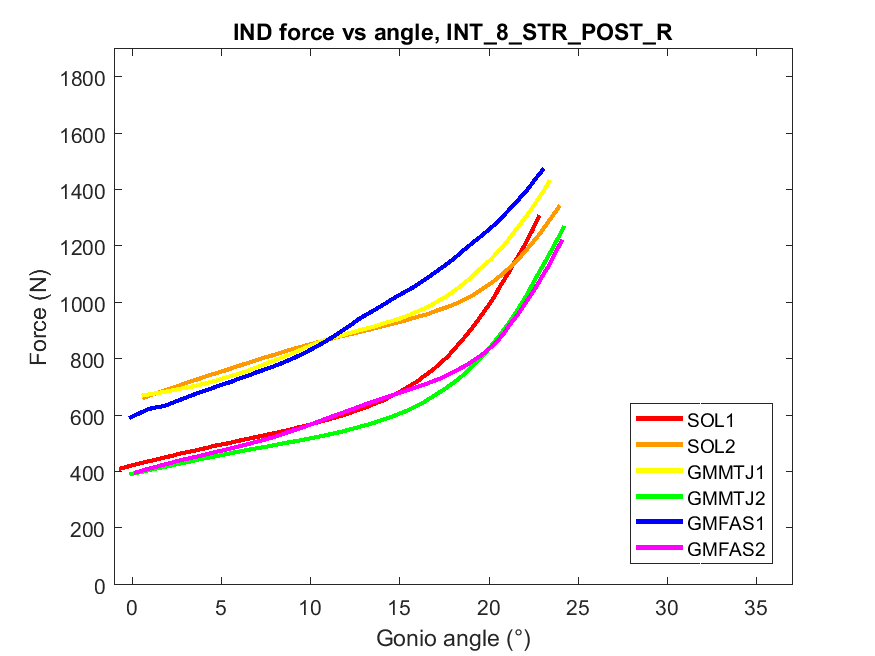 IND force vs angle, INT_8_STR_POST_R
1800
1600
1400
1200
1000
800
600
400
200
0
Force (N)
0 5 10 15 20 25 30 35
Gonio angle (°)
SOL1
SOL2
GMMTJ1
GMMTJ2
GMFAS1
GMFAS2